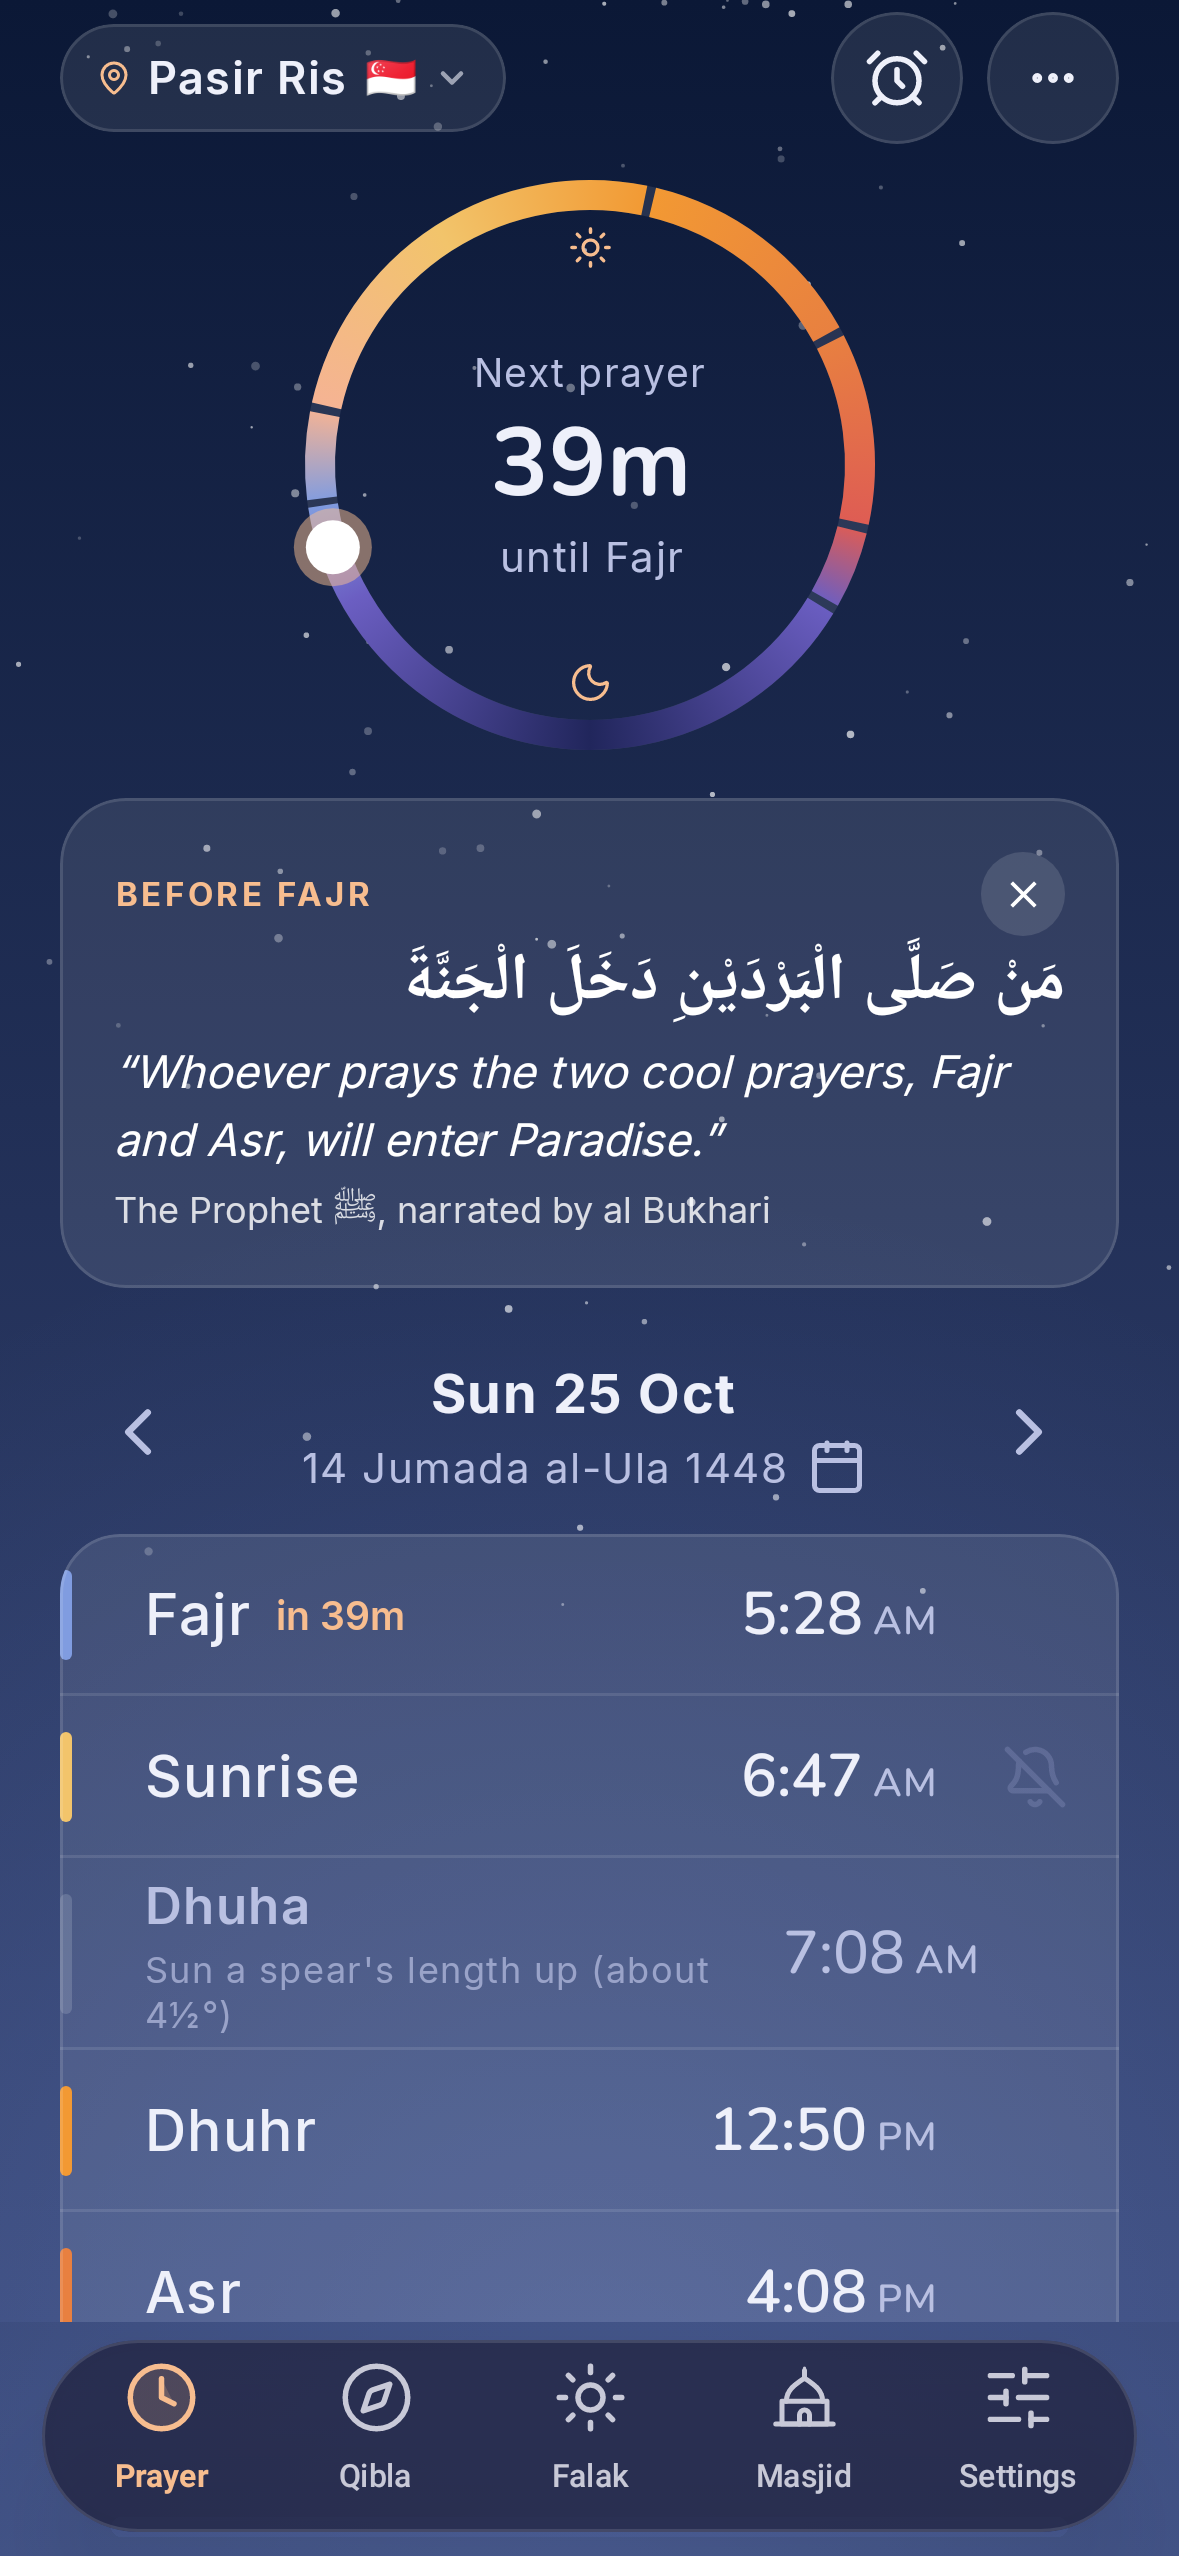 Pasir Ris 🇸🇬
Next prayer
39m
until Fajr
BEFORE FAJR
مَنْ صَلَّى الْبَرْدَيْنِ دَخَلَ الْجَنَّةَ
“Whoever prays the two cool prayers, Fajr
and Asr, will enter Paradise.”
The Prophet ﷺ, narrated by al Bukhari
Sun 25 Oct
14 Jumada al-Ula 1448
Fajr in 39m 5:28 AM
Sunrise 6:47 AM
Dhuha 7:08 AM
Sun a spear's length up (about
4½°)
Dhuhr 12:50 PM
Asr 4:08 PM
Prayer Qibla Falak Masjid Settings